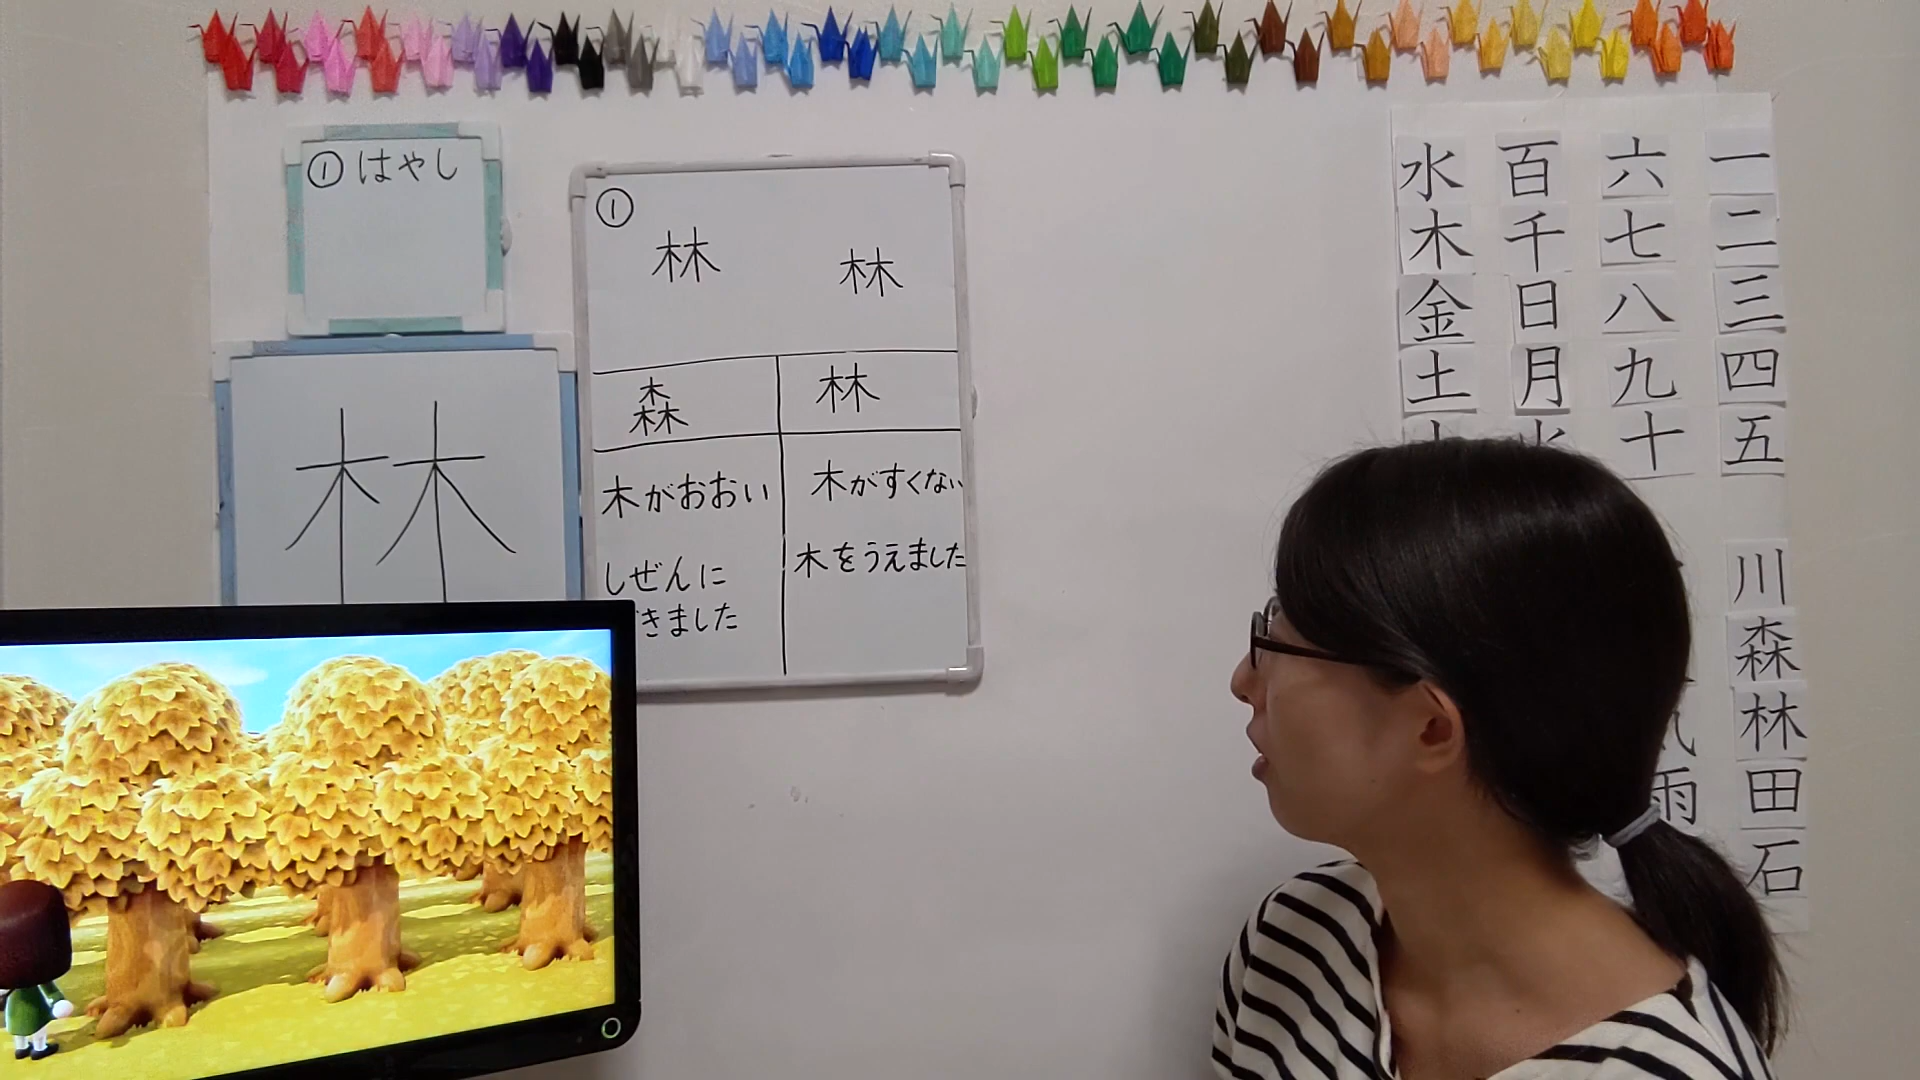 ① はやし
林
①
林 林
森 林
木がおおい
しぜんに
きました
木がすくない
木をうえました
一 二 三 四 五
六 七 八 九 十
百 千 日 月
水 木 金 土
川 森 林 田 石
雨